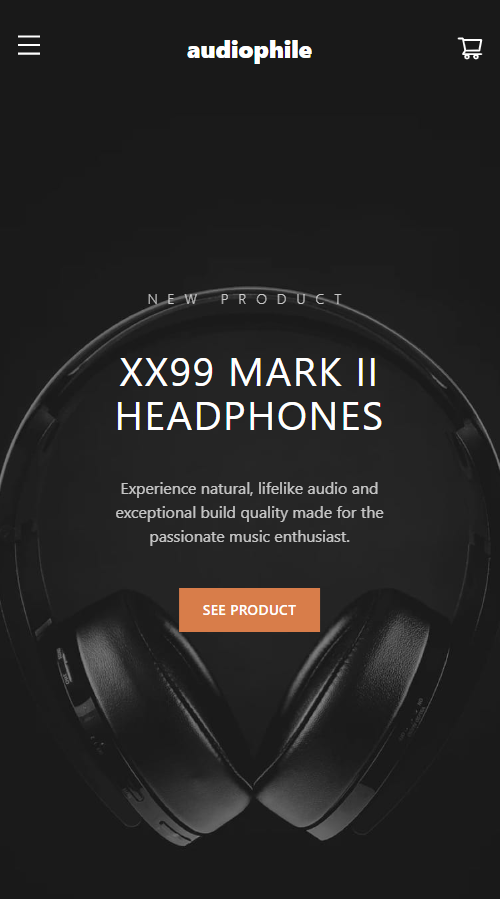 audiophile
NEW PRODUCT
XX99 MARK II
HEADPHONES
Experience natural, lifelike audio and
exceptional build quality made for the
passionate music enthusiast.
SEE PRODUCT